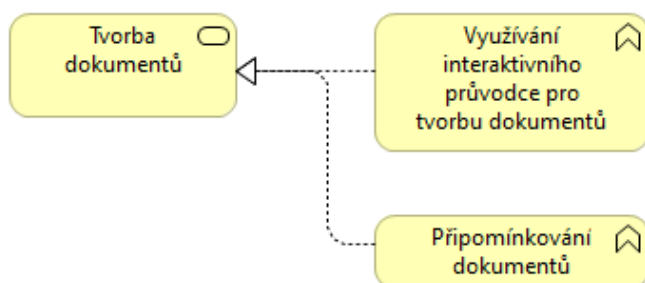 Tvorba
dokumentů
Využívání
interaktivního
průvodce pro
tvorbu dokumentů
Připomínkování
dokumentů